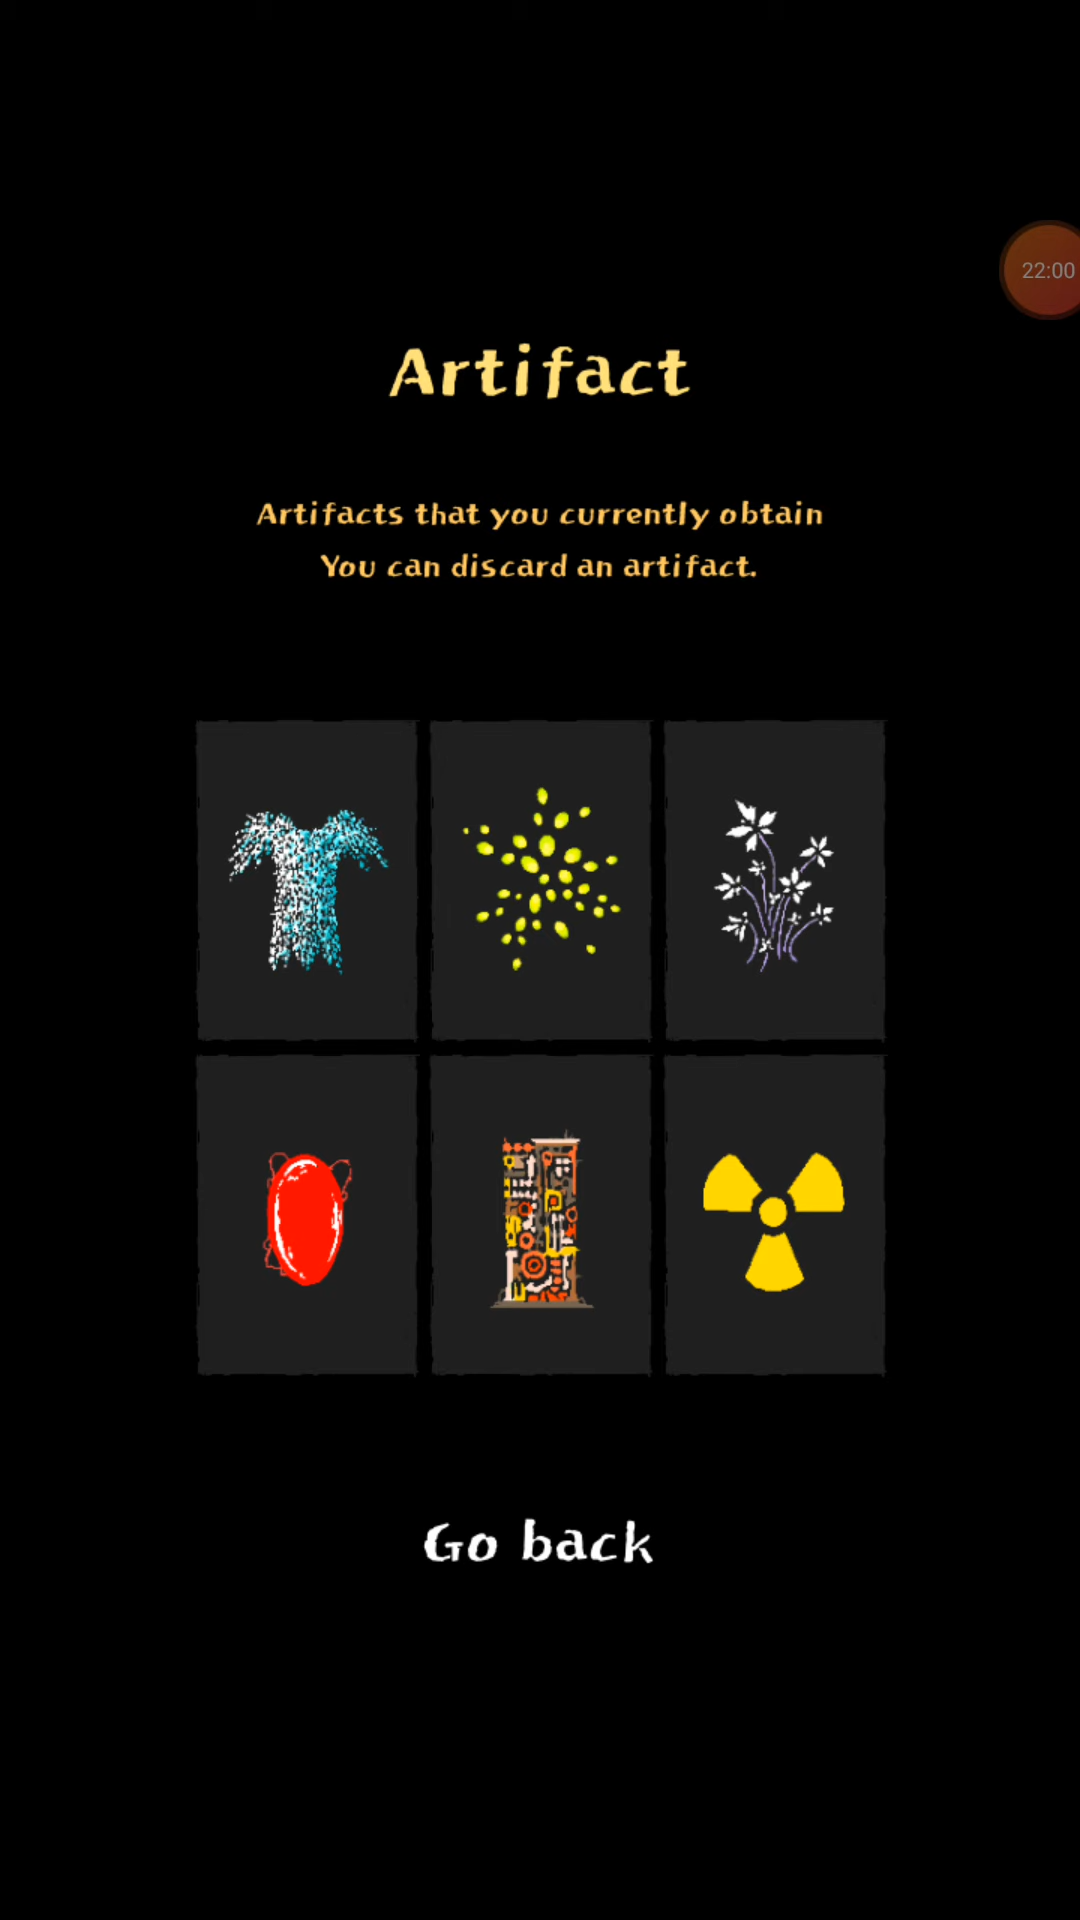 22:00
Artifact
Artifacts that you currently obtain
You can discard an artifact.
Go back